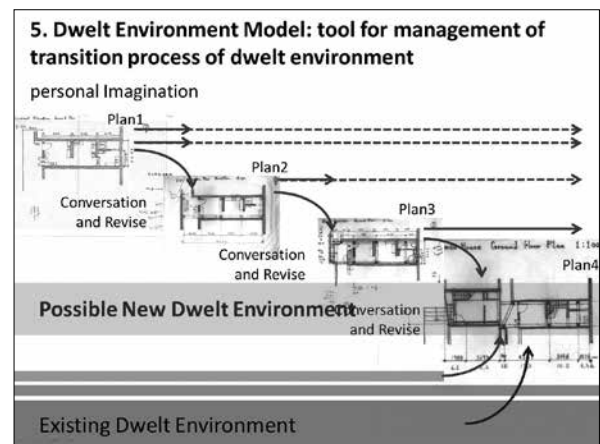 5. Dwelt Environment Model: tool for management of
transition process of dwelt environment
personal Imagination
Plan1
Plan2
Conversation
and Revise
Plan3
Conversation
and Revise
Ground Floor Plan 1:100
Plan4
Possible New Dwelt Environment
Conversation
and Revise
Existing Dwelt Environment